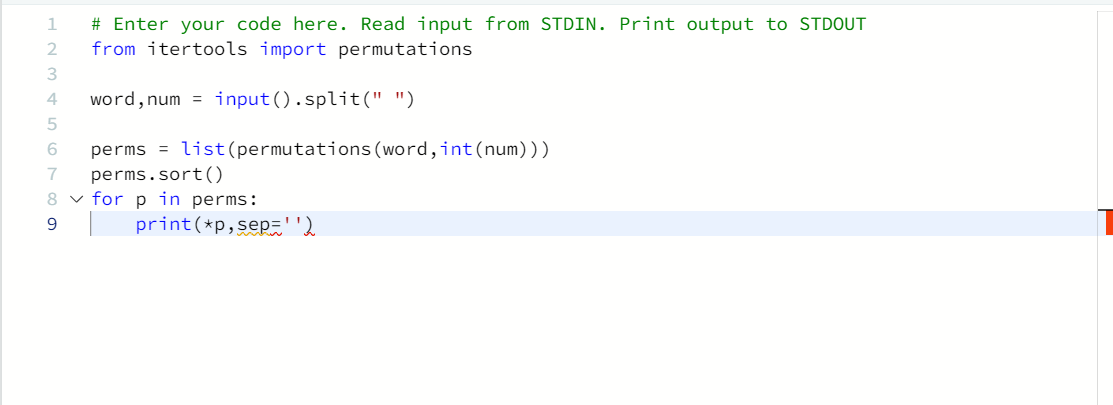 1 # Enter your code here. Read input from STDIN. Print output to STDOUT
2 from itertools import permutations
3
4 word,num = input().split(" ")
5
6 perms = list(permutations(word,int(num)))
7 perms.sort()
8 for p in perms:
9     print(*p,sep='')